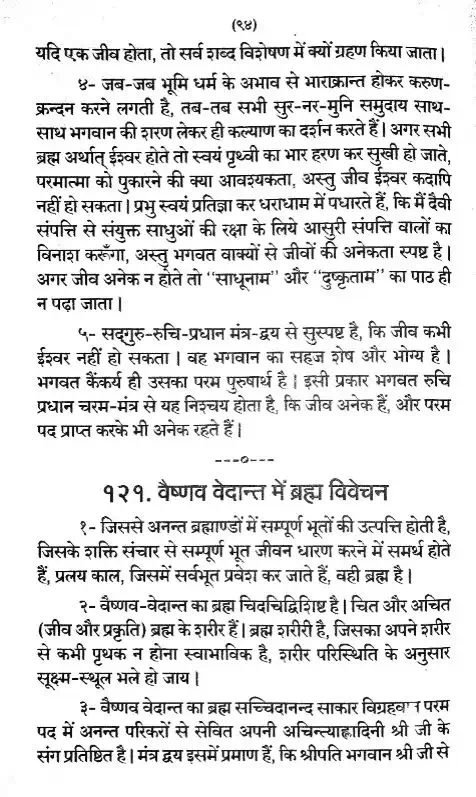 (९४)
यदि एक जीव होता, तो सर्व शब्द विशेषण में क्यों ग्रहण किया जाता।
४- जब-जब भूमि धर्म के अभाव से भाराक्रान्त होकर करुण-
क्रन्दन करने लगती है, तब-तब सभी सुर-नर-मुनि समुदाय साथ-
साथ भगवान की शरण लेकर ही कल्याण का दर्शन करते हैं। अगर सभी
ब्रह्म अर्थात् ईश्वर होते तो स्वयं पृथ्वी का भार हरण कर सुखी हो जाते,
परमात्मा को पुकारने की क्या आवश्यकता, अस्तु जीव ईश्वर कदापि
नहीं हो सकता। प्रभु स्वयं प्रतिज्ञा कर धराधाम में पधारते हैं, कि मैं दैवी
संपत्ति से संयुक्त साधुओं की रक्षा के लिये आसुरी संपत्ति वालों का
विनाश करूँगा, अस्तु भगवत वाक्यों से जीवों की अनेकता स्पष्ट है।
अगर जीव अनेक न होते तो "साधूनाम" और "दुष्कृताम" का पाठ ही
न पढ़ा जाता।
५- सद्गुरु-रुचि-प्रधान मंत्र-द्वय से सुस्पष्ट है, कि जीव कभी
ईश्वर नहीं हो सकता। वह भगवान का सहज शेष और भोग्य है।
भगवत कैंकर्य ही उसका परम पुरुषार्थ है। इसी प्रकार भगवत रुचि
प्रधान चरम-मंत्र से यह निश्चय होता है, कि जीव अनेक हैं, और परम
पद प्राप्त करके भी अनेक रहते हैं।
---०---
१२१. वैष्णव वेदान्त में ब्रह्म विवेचन
१- जिससे अनन्त ब्रह्माण्डों में सम्पूर्ण भूतों की उत्पत्ति होती है,
जिसके शक्ति संचार से सम्पूर्ण भूत जीवन धारण करने में समर्थ होते
हैं, प्रलय काल, जिसमें सर्वभूत प्रवेश कर जाते हैं, वही ब्रह्म है।
२- वैष्णव-वेदान्त का ब्रह्म चिदचिद्विशिष्ट है। चित और अचित
(जीव और प्रकृति) ब्रह्म के शरीर हैं। ब्रह्म शरीरी है, जिसका अपने शरीर
से कभी पृथक न होना स्वाभाविक है, शरीर परिस्थिति के अनुसार
सूक्ष्म-स्थूल भले हो जाय।
३- वैष्णव वेदान्त का ब्रह्म सच्चिदानन्द साकार विग्रहवान परम
पद में अनन्त परिकरों से सेवित अपनी अचिन्त्याह्लादिनी श्री जी के
संग प्रतिष्ठित है। मंत्र द्वय इसमें प्रमाण हैं, कि श्रीपति भगवान श्री जी से